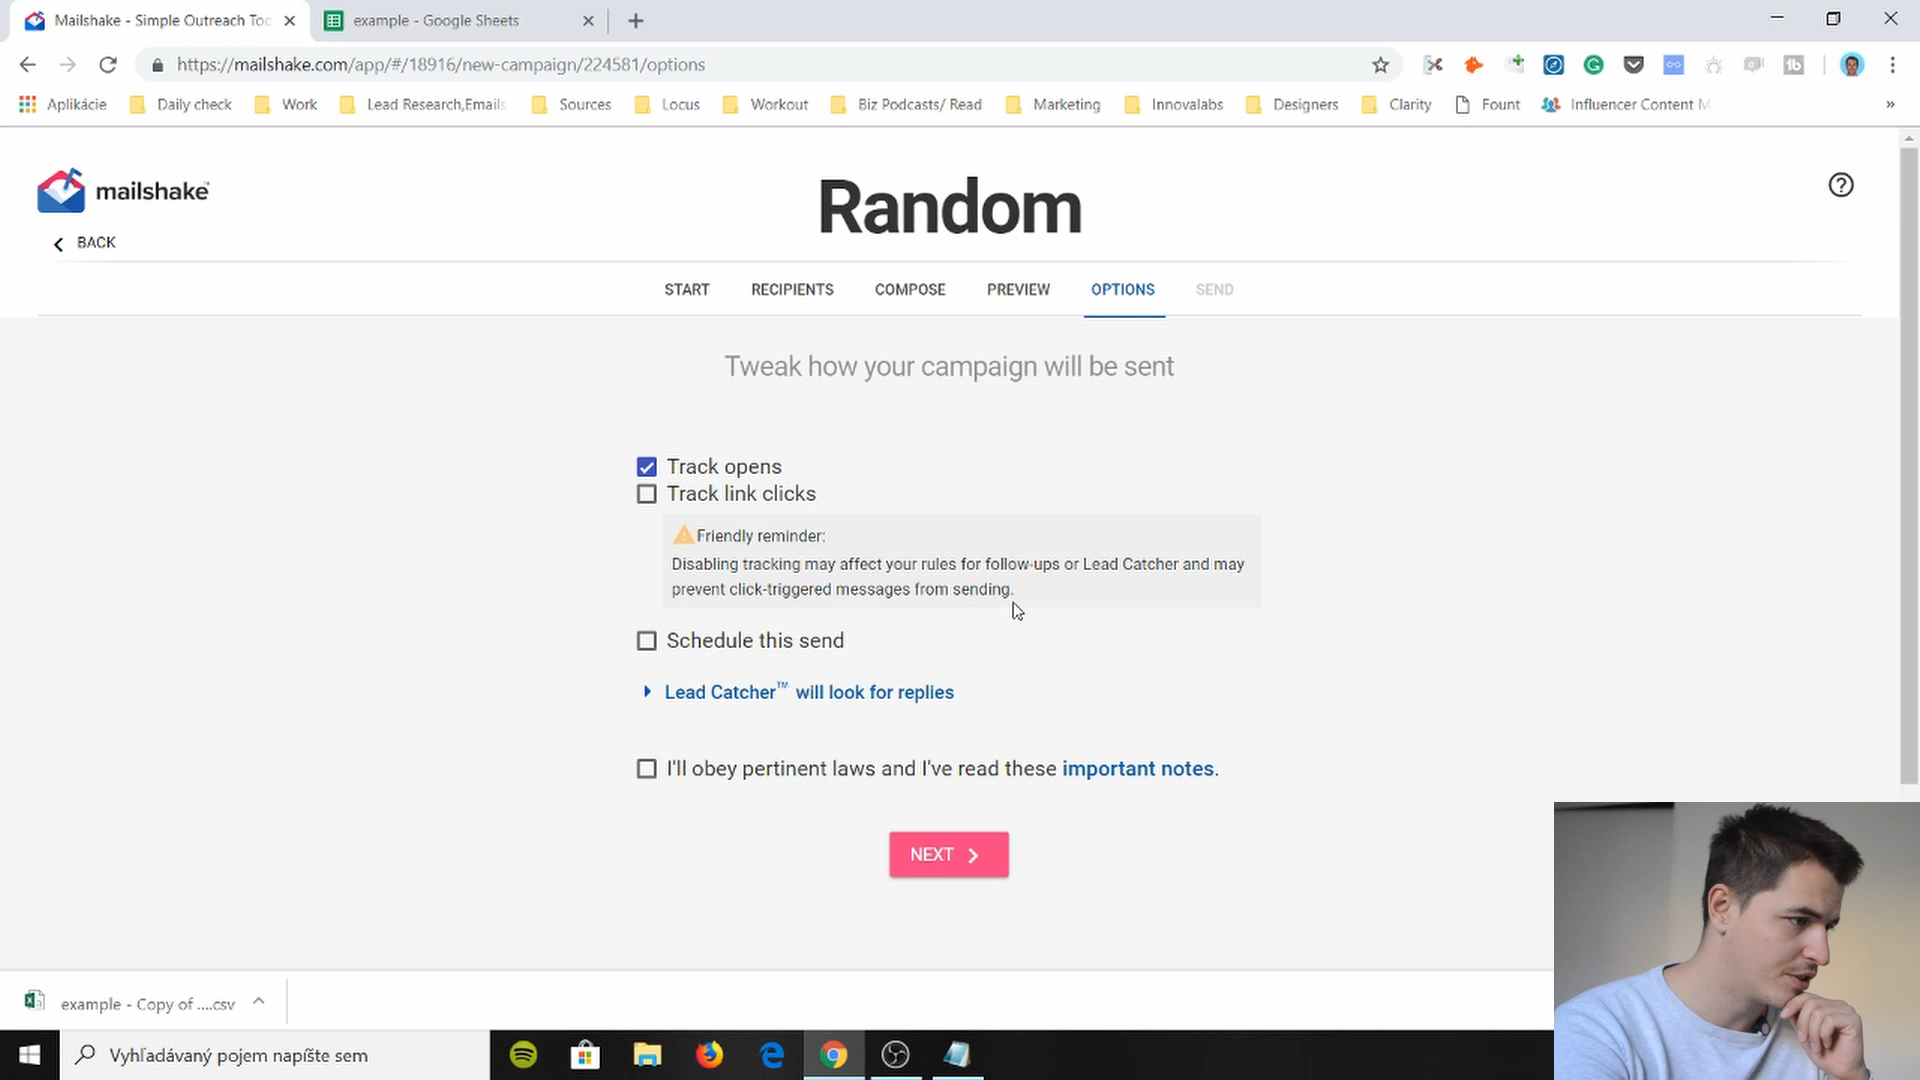 Mailshake - Simple Outreach Too
example - Google Sheets
https://mailshake.com/app/#/18916/new-campaign/224581/options
Aplikácie
Daily check
Work
Lead Research,Emails
Sources
Locus
Workout
Biz Podcasts/ Read
Marketing
Innovalabs
Designers
Clarity
Fount
Influencer Content M
»
mailshake
Random
BACK
START
RECIPIENTS
COMPOSE
PREVIEW
OPTIONS
SEND
Tweak how your campaign will be sent
Track opens
Track link clicks
Friendly reminder:
Disabling tracking may affect your rules for follow-ups or Lead Catcher and may
prevent click-triggered messages from sending.
Schedule this send
Lead Catcher™ will look for replies
I'll obey pertinent laws and I've read these important notes.
NEXT
example - Copy of ....csv
Vyhľadávaný pojem napíšte sem